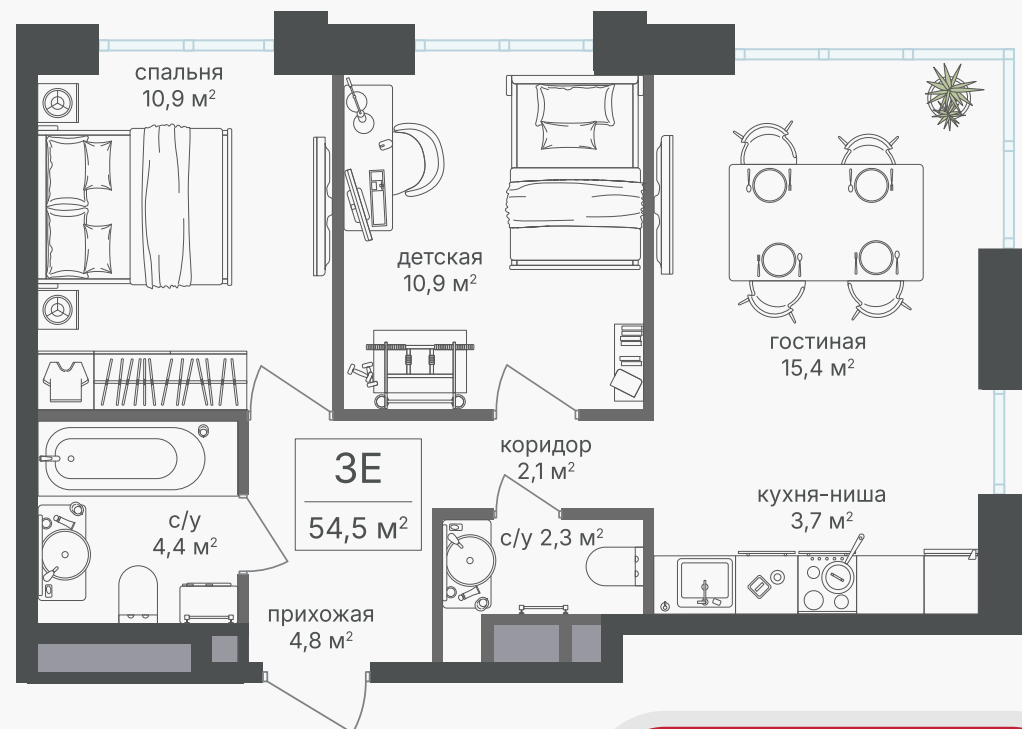 спальня
10,9 м²
детская
10,9 м²
гостиная
15,4 м²
коридор
2,1 м²
3Е
54,5 м²
кухня-ниша
3,7 м²
с/у
4,4 м²
с/у 2,3 м²
прихожая
4,8 м²